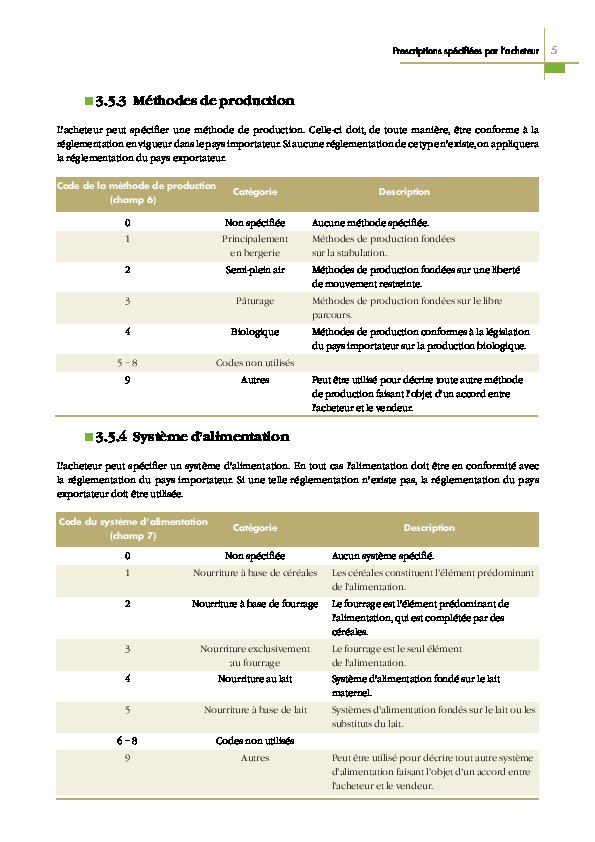 Prescriptions spécifiées par l'acheteur 5
3.5.3 Méthodes de production
L'acheteur peut spécifier une méthode de production. Celle-ci doit, de toute manière, être conforme à la
réglementation en vigueur dans le pays importateur. Si aucune réglementation de ce type n'existe, on appliquera
la réglementation du pays exportateur.
Code de la méthode de production
(champ 6)
Catégorie
Description
0 Non spécifiée Aucune méthode spécifiée.
1 Principalement Méthodes de production fondées
en bergerie sur la stabulation.
2 Semi-plein air Méthodes de production fondées sur une liberté
de mouvement restreinte.
3 Pâturage Méthodes de production fondées sur le libre
parcours.
4 Biologique Méthodes de production conformes à la législation
du pays importateur sur la production biologique.
5 – 8 Codes non utilisés
9 Autres Peut être utilisé pour décrire toute autre méthode
de production faisant l'objet d'un accord entre
l'acheteur et le vendeur.
3.5.4 Système d'alimentation
L'acheteur peut spécifier un système d'alimentation. En tout cas l'alimentation doit être en conformité avec
la réglementation du pays importateur. Si une telle réglementation n'existe pas, la réglementation du pays
exportateur doit être utilisée.
Code du système d'alimentation
(champ 7)
Catégorie
Description
0 Non spécifiée Aucun système spécifié.
1 Nourriture à base de céréales Les céréales constituent l'élément prédominant
de l'alimentation.
2 Nourriture à base de fourrage Le fourrage est l'élément prédominant de
l'alimentation, qui est complétée par des
céréales.
3 Nourriture exclusivement Le fourrage est le seul élément
au fourrage de l'alimentation.
4 Nourriture au lait Système d'alimentation fondé sur le lait
maternel.
5 Nourriture à base de lait Systèmes d'alimentation fondés sur le lait ou les
substituts du lait.
6 – 8 Codes non utilisés
9 Autres Peut être utilisé pour décrire tout autre système
d'alimentation faisant l'objet d'un accord entre
l'acheteur et le vendeur.